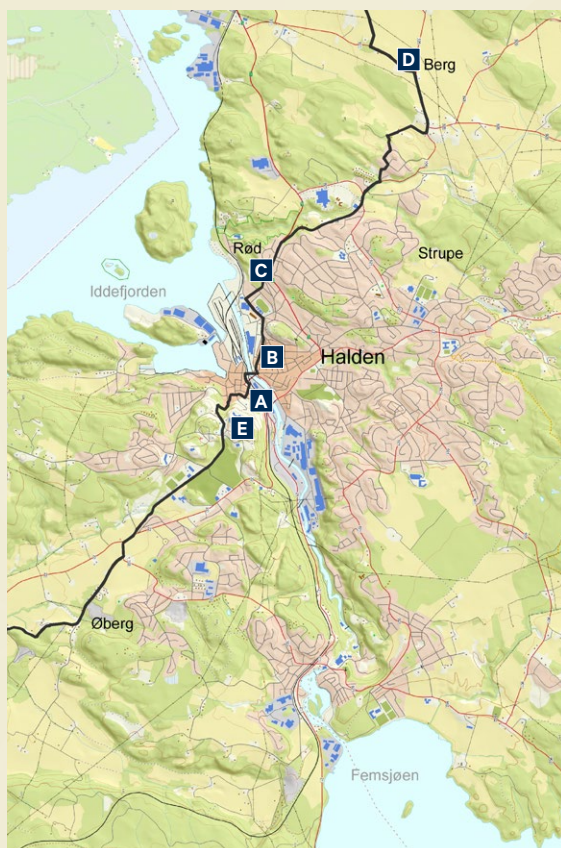 D
Berg
Rød
Strupe
C
Iddefjorden
B
Halden
A
E
Øberg
Femsjøen